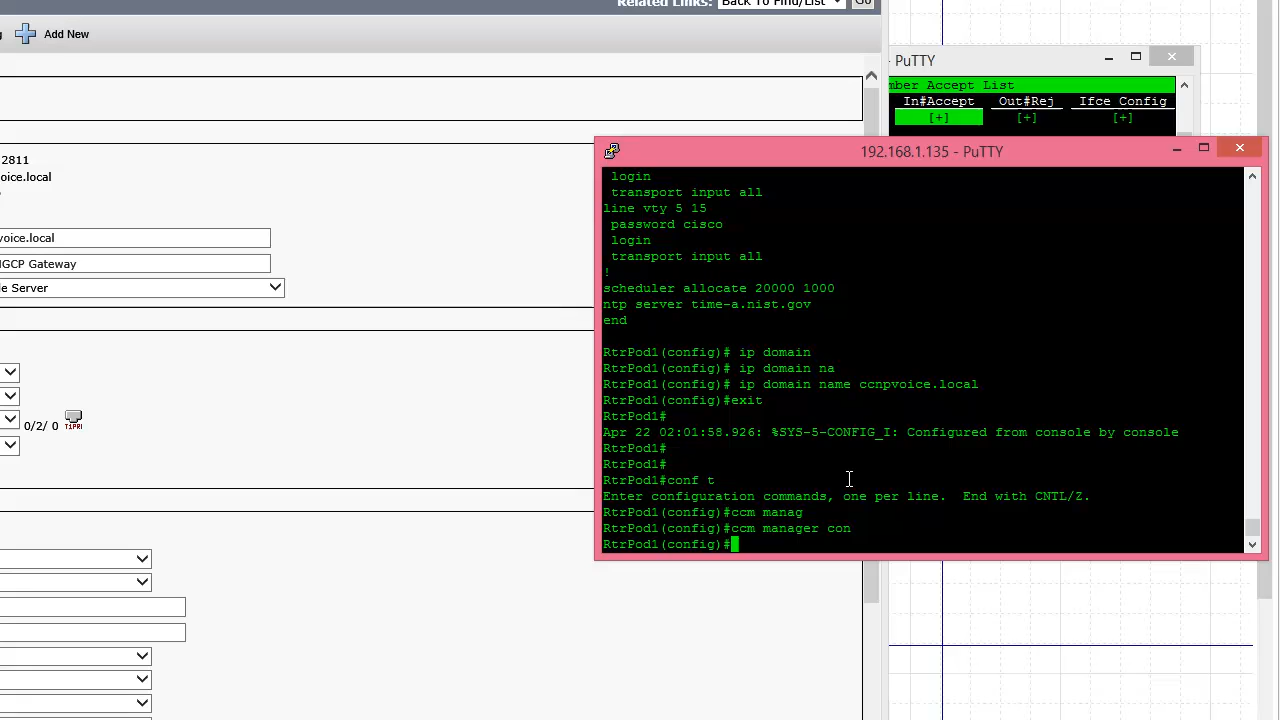 Related Links: Back To Find/List Go
Add New
- PuTTY
mber Accept List
In#Accept Out#Rej Ifce Config
[+] [+] [+]
2811
oice.local
voice.local
GCP Gateway
e Server
0/2/ 0
T1PRI
192.168.1.135 - PuTTY
login
transport input all
line vty 5 15
password cisco
login
transport input all
!
scheduler allocate 20000 1000
ntp server time-a.nist.gov
end
RtrPod1(config)# ip domain
RtrPod1(config)# ip domain na
RtrPod1(config)# ip domain name ccnpvoice.local
RtrPod1(config)#exit
RtrPod1#
Apr 22 02:01:58.926: %SYS-5-CONFIG_I: Configured from console by console
RtrPod1#
RtrPod1#
RtrPod1#conf t
Enter configuration commands, one per line. End with CNTL/Z.
RtrPod1(config)#ccm manag
RtrPod1(config)#ccm manager con
RtrPod1(config)#